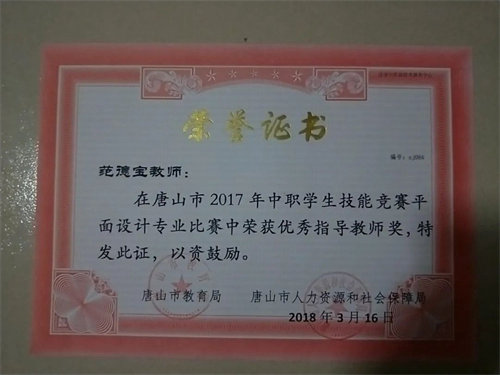 荣誉证书
编号：xj064
范德宝教师：
在唐山市2017年中职学生技能竞赛平
面设计专业比赛中荣获优秀指导教师奖，特
发此证，以资鼓励。
唐山市教育局 唐山市人力资源和社会保障局
2018年3月16日